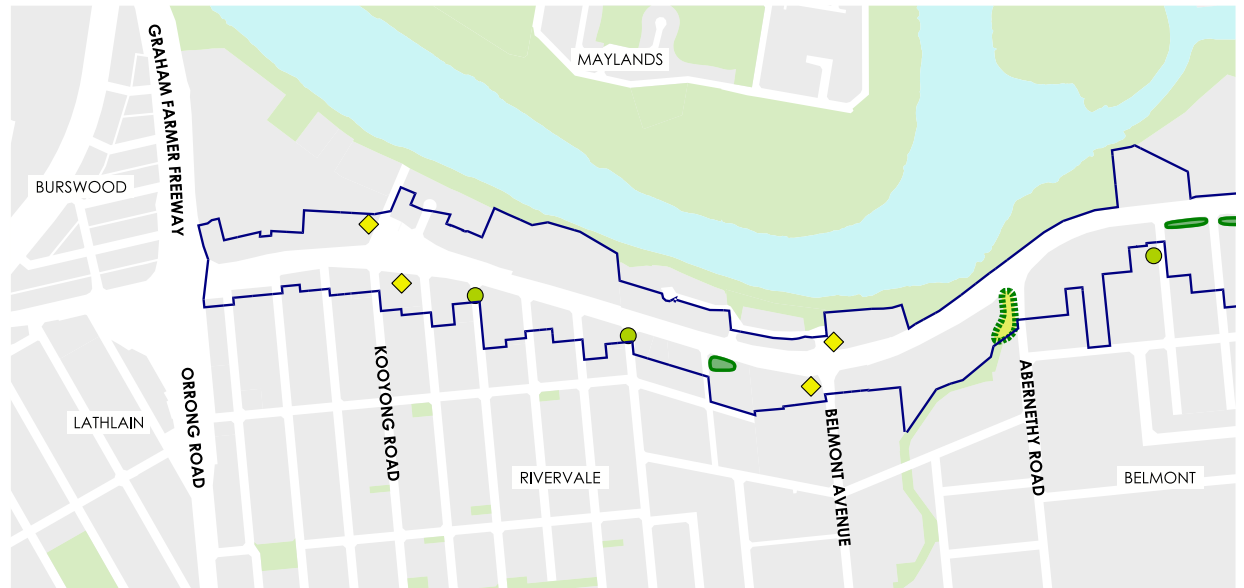 GRAHAM FARMER FREEWAY
MAYLANDS
BURSWOOD
ORRONG ROAD
KOOYONG ROAD
LATHLAIN
RIVERVALE
BELMONT AVENUE
ABERNETHY ROAD
BELMONT